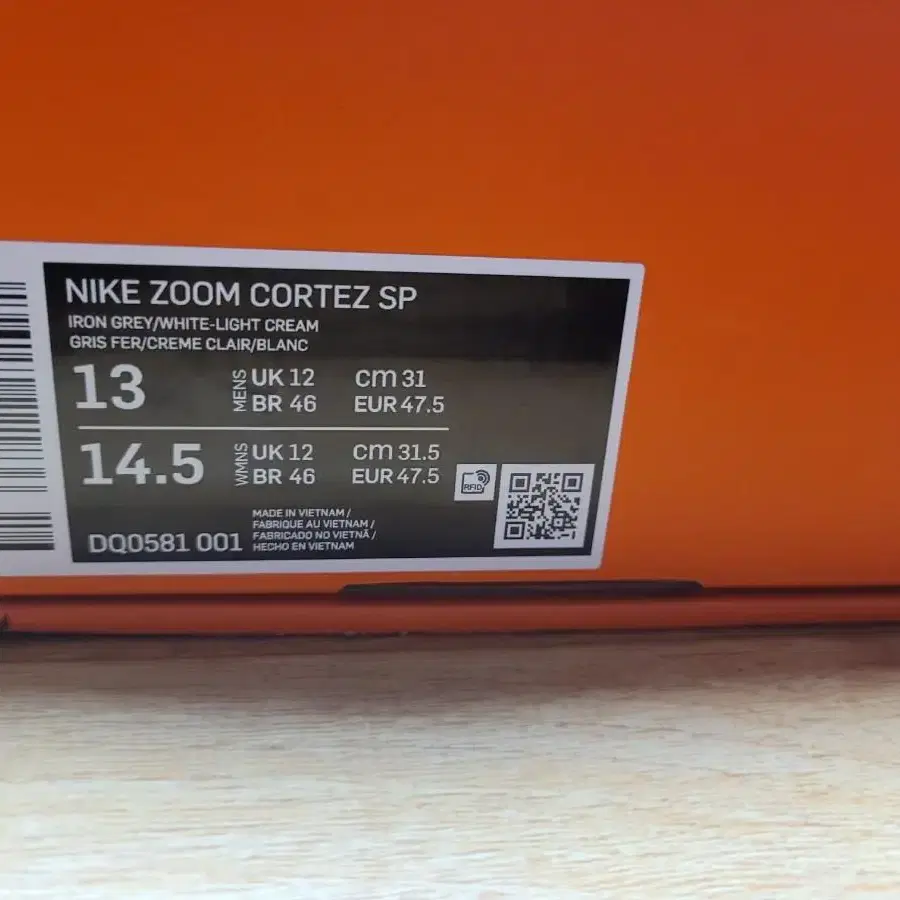 NIKE ZOOM CORTEZ SP
IRON GREY/WHITE-LIGHT CREAM
GRIS FER/CREME CLAIR/BLANC
13 MENS UK 12 cm 31
BR 46 EUR 47.5
14.5 WMNS UK 12 cm 31.5
BR 46 EUR 47.5
RFID
MADE IN VIETNAM /
FABRIQUE AU VIETNAM /
FABRICADO NO VIETNÃ /
HECHO EN VIETNAM
DQ0581 001